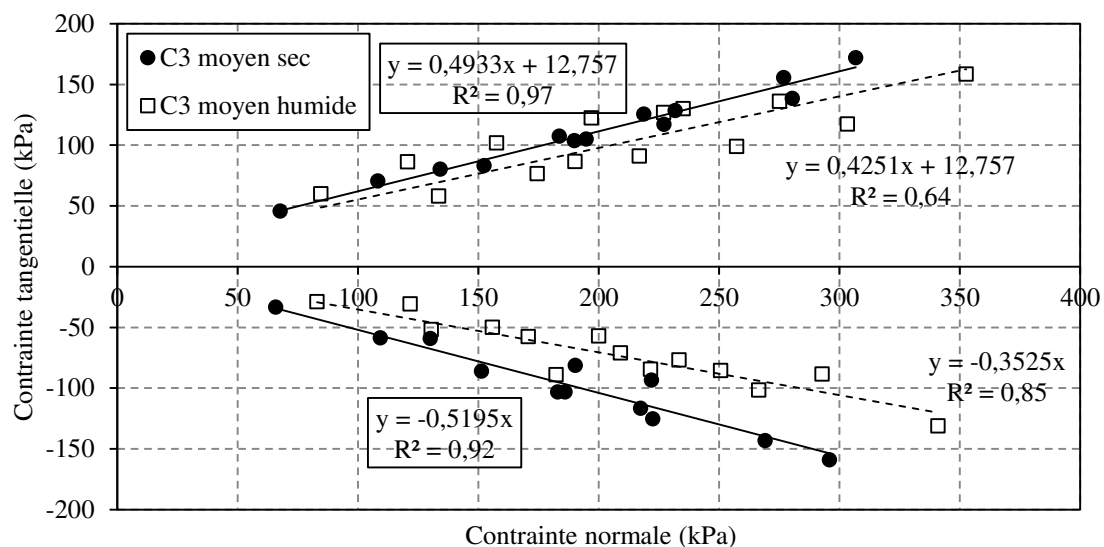 200
150
100
50
0
-50
-100
-150
-200
0
50
100
150
200
250
300
350
400
Contrainte tangentielle (kPa)
Contrainte normale (kPa)
C3 moyen sec
C3 moyen humide
y = 0,4933x + 12,757
R² = 0,97
y = 0,4251x + 12,757
R² = 0,64
y = -0,3525x
R² = 0,85
y = -0,5195x
R² = 0,92